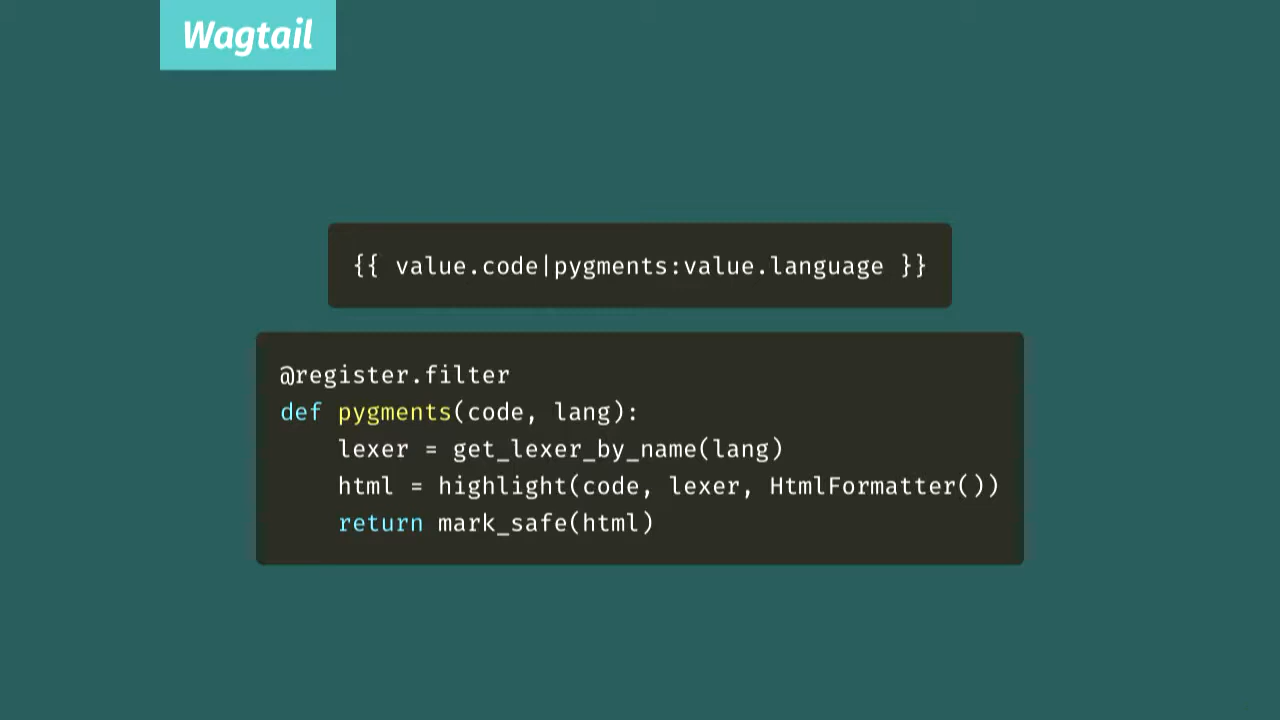 Wagtail
{{ value.code|pygments:value.language }}
@register.filter
def pygments(code, lang):
    lexer = get_lexer_by_name(lang)
    html = highlight(code, lexer, HtmlFormatter())
    return mark_safe(html)